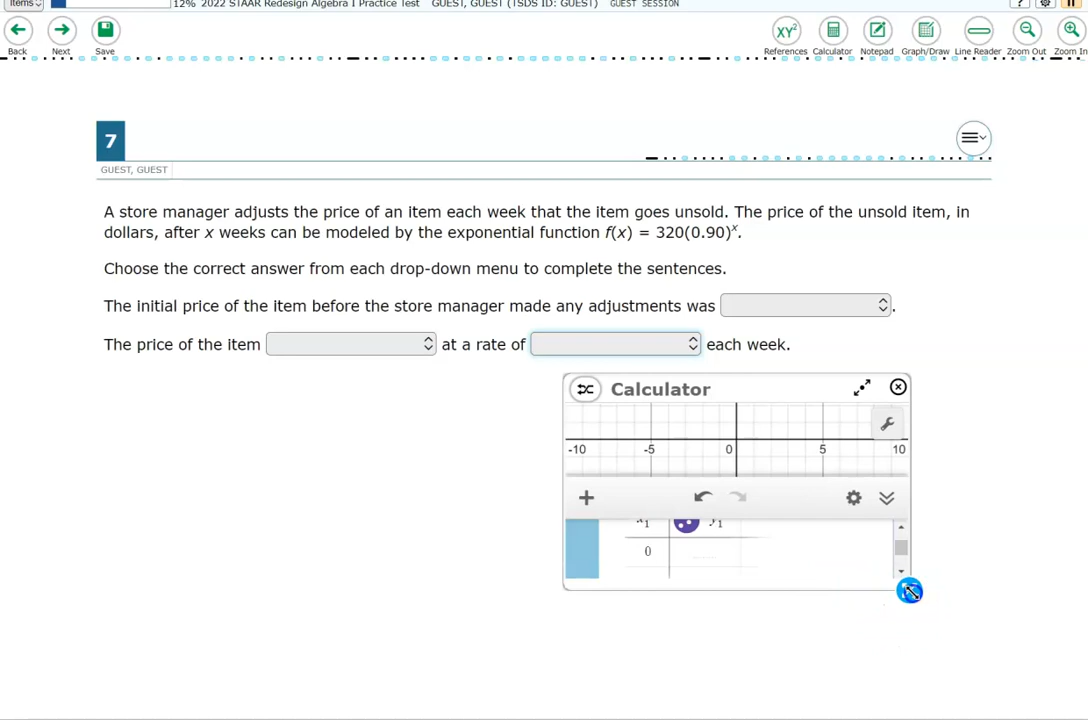 Items
12% 2022 STAAR Redesign Algebra I Practice Test GUEST, GUEST (TSDS ID: GUEST) GUEST SESSION ?
XY²
Back Next Save References Calculator Notepad Graph/Draw Line Reader Zoom Out Zoom In
7
GUEST, GUEST
A store manager adjusts the price of an item each week that the item goes unsold. The price of the unsold item, in
dollars, after x weeks can be modeled by the exponential function f(x) = 320(0.90)ˣ.
Choose the correct answer from each drop-down menu to complete the sentences.
The initial price of the item before the store manager made any adjustments was .
The price of the item at a rate of each week.
Calculator
-10 -5 0 5 10
x₁ y₁
0